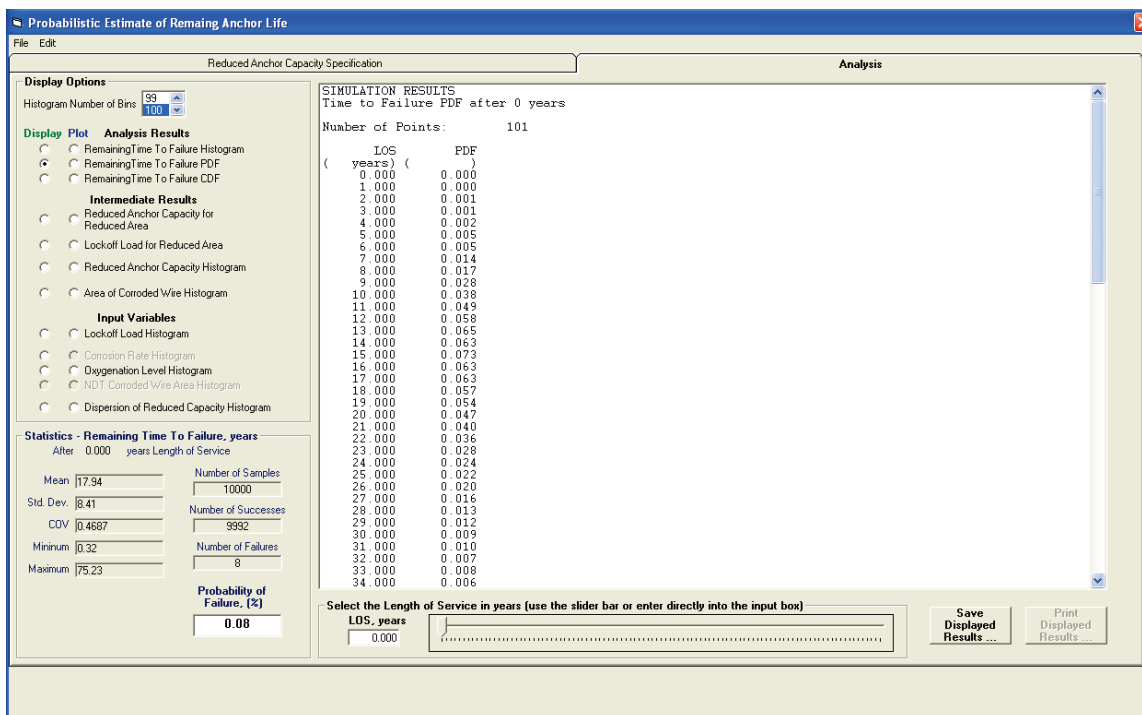 Probabilistic Estimate of Remaing Anchor Life
File Edit
Reduced Anchor Capacity Specification
Analysis
Display Options
Histogram Number of Bins 99
100
Display Plot Analysis Results
RemainingTime To Failure Histogram
RemainingTime To Failure PDF
RemainingTime To Failure CDF
Intermediate Results
Reduced Anchor Capacity for
Reduced Area
Lockoff Load for Reduced Area
Reduced Anchor Capacity Histogram
Area of Corroded Wire Histogram
Input Variables
Lockoff Load Histogram
Corrosion Rate Histogram
Oxygenation Level Histogram
NDT Corroded Wire Area Histogram
Dispersion of Reduced Capacity Histogram
Statistics - Remaining Time To Failure, years
After 0.000 years Length of Service
Mean 17.94
Std. Dev. 8.41
COV 0.4687
Mininum 0.32
Maximum 75.23
Number of Samples
10000
Number of Successes
9992
Number of Failures
8
Probability of
Failure, (%)
0.08
SIMULATION RESULTS
Time to Failure PDF after 0 years
Number of Points: 101
LOS PDF
( years) ( )
0.000 0.000
1.000 0.000
2.000 0.001
3.000 0.001
4.000 0.002
5.000 0.005
6.000 0.005
7.000 0.014
8.000 0.017
9.000 0.028
10.000 0.038
11.000 0.049
12.000 0.058
13.000 0.065
14.000 0.063
15.000 0.073
16.000 0.063
17.000 0.063
18.000 0.057
19.000 0.054
20.000 0.047
21.000 0.040
22.000 0.036
23.000 0.028
24.000 0.024
25.000 0.022
26.000 0.020
27.000 0.016
28.000 0.013
29.000 0.012
30.000 0.009
31.000 0.010
32.000 0.007
33.000 0.008
34.000 0.006
Select the Length of Service in years (use the slider bar or enter directly into the input box)
LOS, years
0.000
Save
Displayed
Results ...
Print
Displayed
Results ...